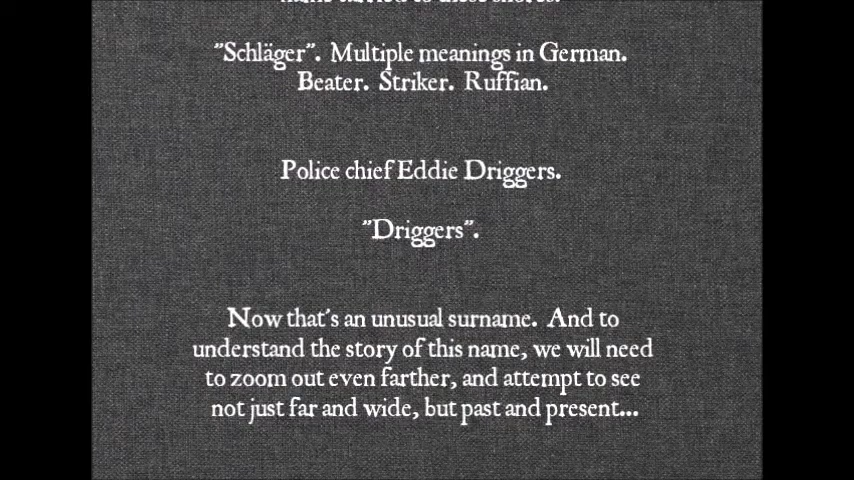 "Schläger". Multiple meanings in German.
Beater. Striker. Ruffian.
Police chief Eddie Driggers.
"Driggers".
Now that's an unusual surname. And to
understand the story of this name, we will need
to zoom out even farther, and attempt to see
not just far and wide, but past and present...